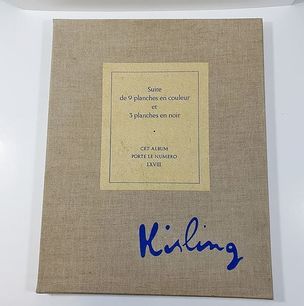 Suite
de 9 planches en couleur
et
3 planches en noir
CET ALBUM
PORTE LE NUMERO
LXVIII
Kisling